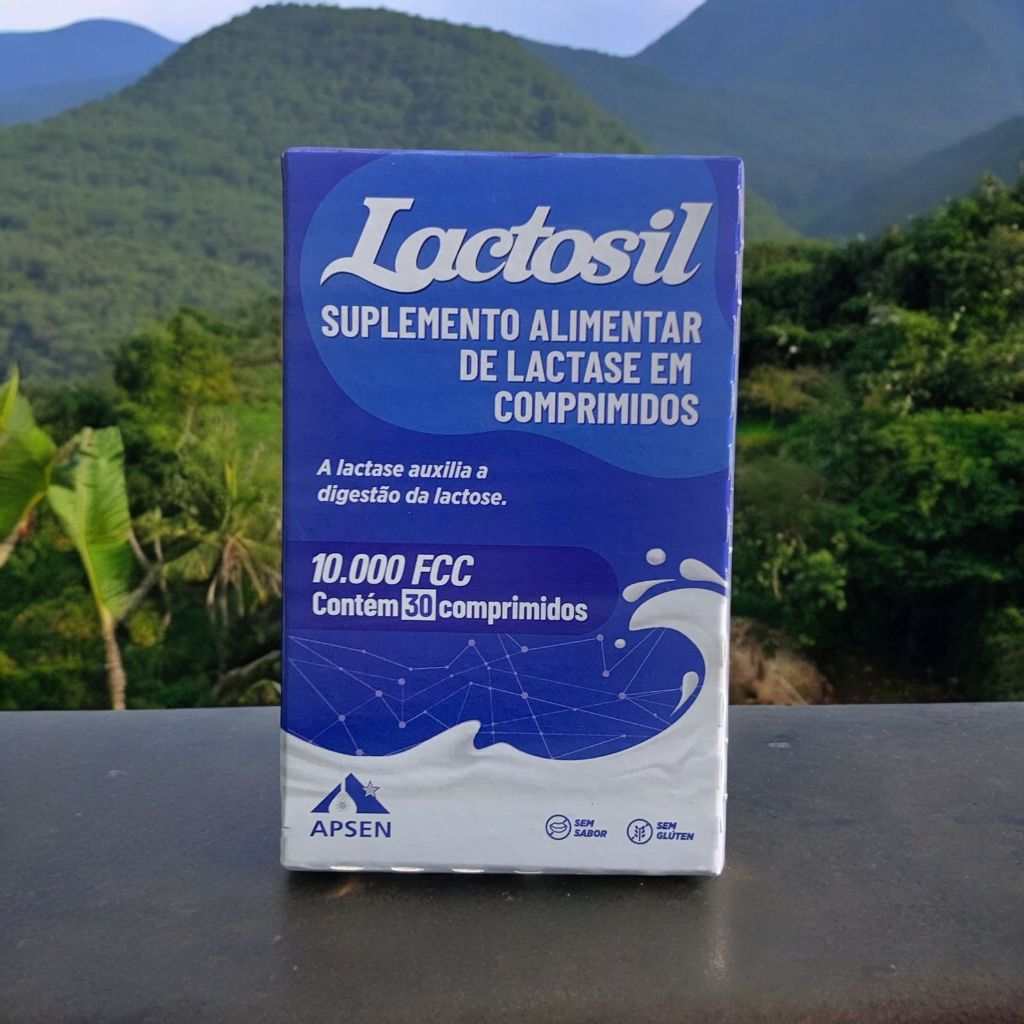 Lactosil
SUPLEMENTO ALIMENTAR
DE LACTASE EM
COMPRIMIDOS
A lactase auxilia a
digestão da lactose.
10.000 FCC
Contém 30 comprimidos
APSEN
SEM
SABOR
SEM
GLÚTEN